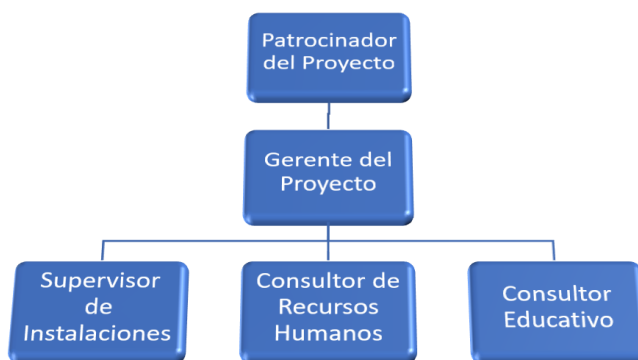 Patrocinador
del Proyecto
Gerente del
Proyecto
Supervisor
de
Instalaciones
Consultor de
Recursos
Humanos
Consultor
Educativo